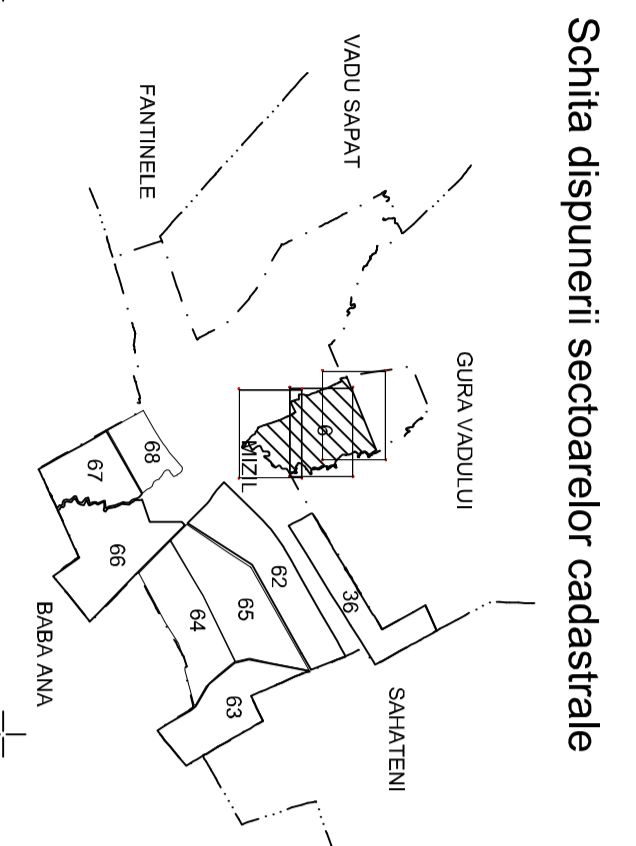 Schita dispunerii sectoarelor cadastrale
VADU SAPAT
FANTINELE
GURA VADULUI
6
MIZIL
68
67
66
62
36
65
64
63
BABA ANA
SAHATENI